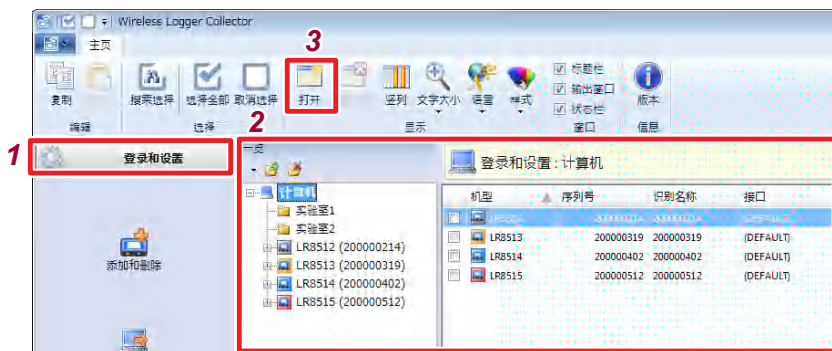 Wireless Logger Collector
3
主页
复制
搜索选择
选择全部
取消选择
打开
竖列
文字大小
语言
样式
标题栏
输出窗口
状态栏
版本
编辑
选择
显示
窗口
信息
1
登录和设置
2
一览
登录和设置:计算机
计算机
实验室1
实验室2
LR8512 (200000214)
LR8513 (200000319)
LR8514 (200000402)
LR8515 (200000512)
机型 序列号 识别名称 接口
LR8513 200000319 200000319 (DEFAULT)
LR8514 200000402 200000402 (DEFAULT)
LR8515 200000512 200000512 (DEFAULT)
添加和删除